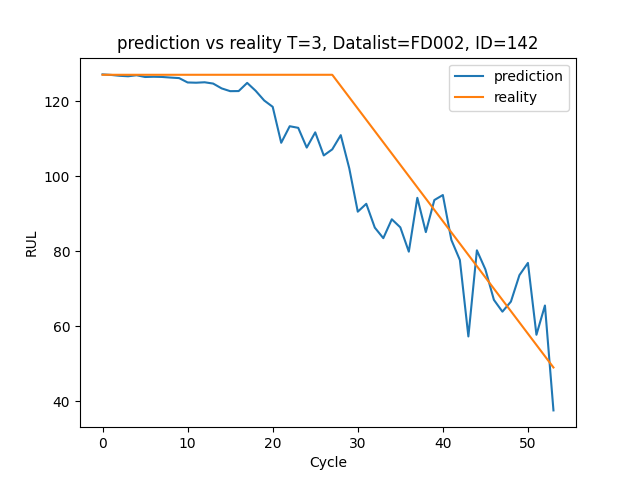 prediction vs reality T=3, Datalist=FD002, ID=142
prediction
reality
RUL
120
100
80
60
40
0 10 20 30 40 50
Cycle